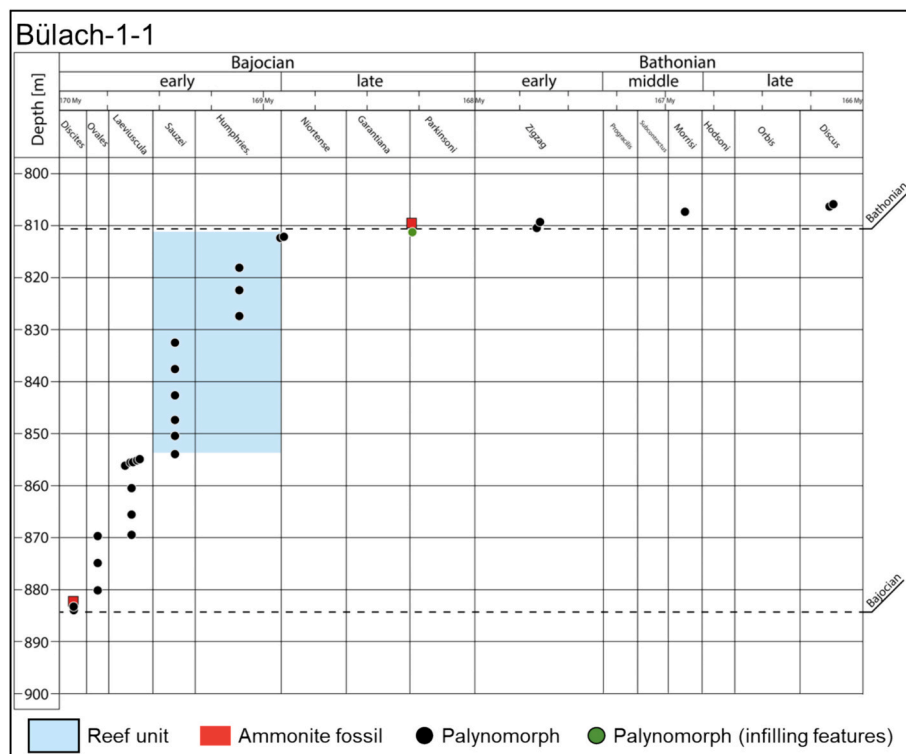 Bülach-1-1
Bajocian Bathonian
early late early middle late
170 My 169 My 168 My 167 My 166 My
Depth [m]
Discites Ovales Laeviuscula Sauzei Humphries. Niortense Garantiana Parkinsoni Zigzag Progracilis Subcontractus Morrisi Hodsoni Orbis Discus
800
810
Bathonian
820
830
840
850
860
870
880
Bajocian
890
900
Reef unit Ammonite fossil Palynomorph Palynomorph (infilling features)